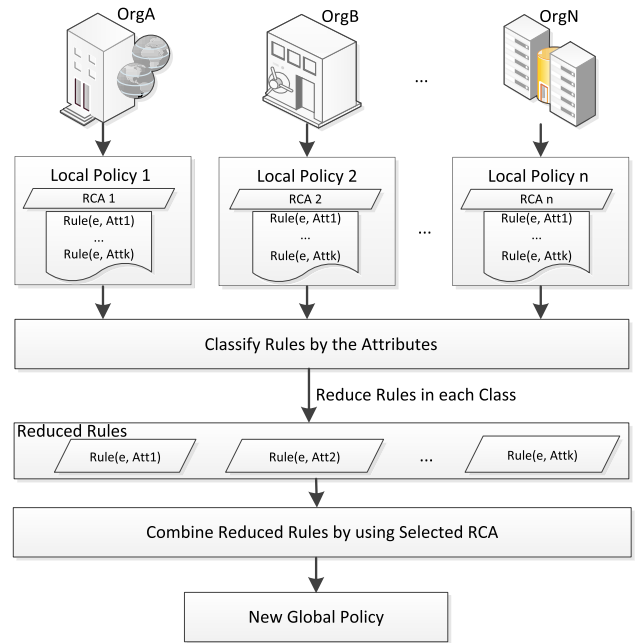 OrgA
OrgB
...
OrgN
Local Policy 1
RCA 1
Rule(e, Att1)
...
Rule(e, Attk)
Local Policy 2
RCA 2
Rule(e, Att1)
...
Rule(e, Attk)
...
Local Policy n
RCA n
Rule(e, Att1)
...
Rule(e, Attk)
Classify Rules by the Attributes
Reduce Rules in each Class
Reduced Rules
Rule(e, Att1)
Rule(e, Att2)
...
Rule(e, Attk)
Combine Reduced Rules by using Selected RCA
New Global Policy